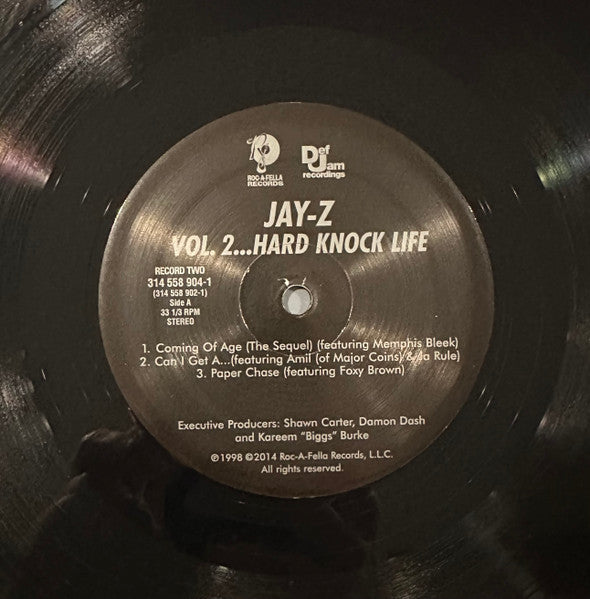 ROC-A-FELLA
RECORDS
Def
Jam
recordings
JAY-Z
VOL. 2...HARD KNOCK LIFE
RECORD TWO
314 558 904-1
(314 558 902-1)
Side A
33 1/3 RPM
STEREO
1. Coming Of Age (The Sequel) (featuring Memphis Bleek)
2. Can I Get A...(featuring Amil (of Major Coins) & Ja Rule)
3. Paper Chase (featuring Foxy Brown)
Executive Producers: Shawn Carter, Damon Dash
and Kareem "Biggs" Burke
℗1998 ©2014 Roc-A-Fella Records, L.L.C.
All rights reserved.